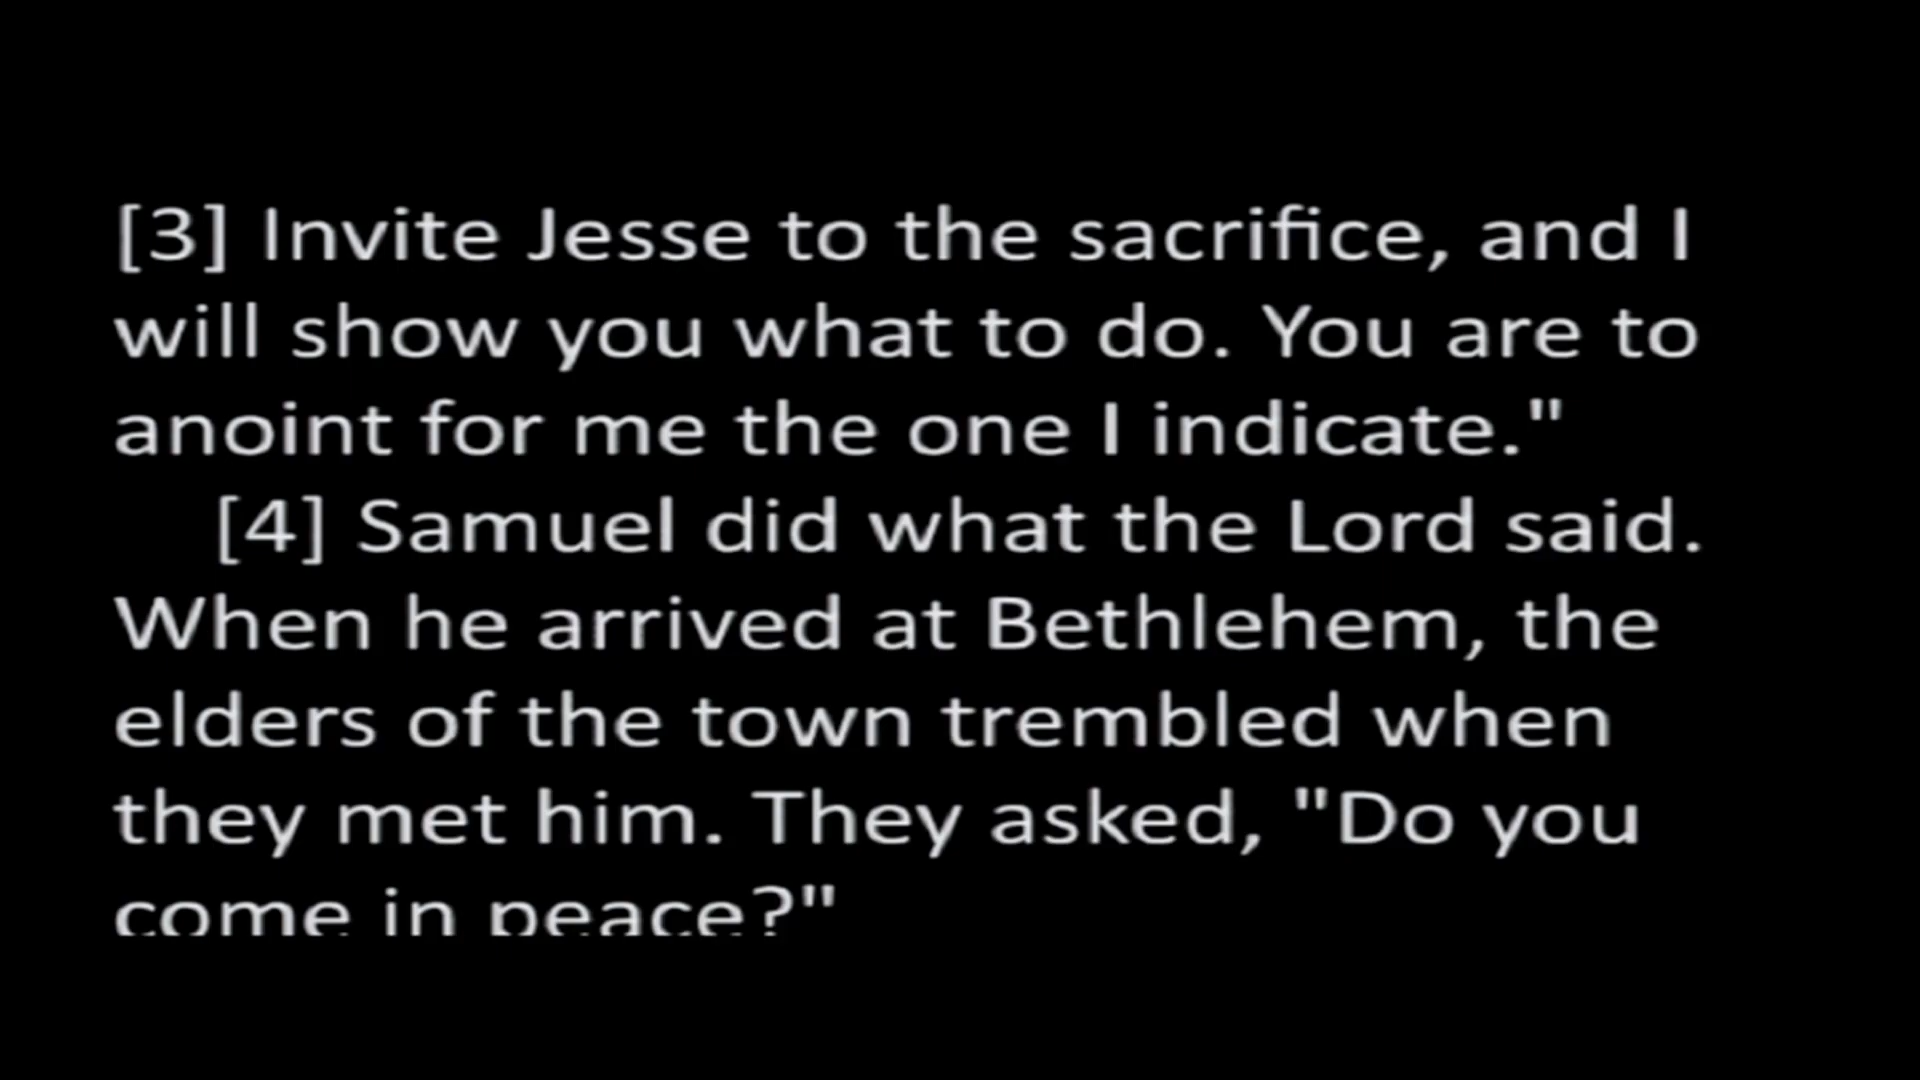 [3] Invite Jesse to the sacrifice, and I
will show you what to do. You are to
anoint for me the one I indicate."
[4] Samuel did what the Lord said.
When he arrived at Bethlehem, the
elders of the town trembled when
they met him. They asked, "Do you
come in peace?"